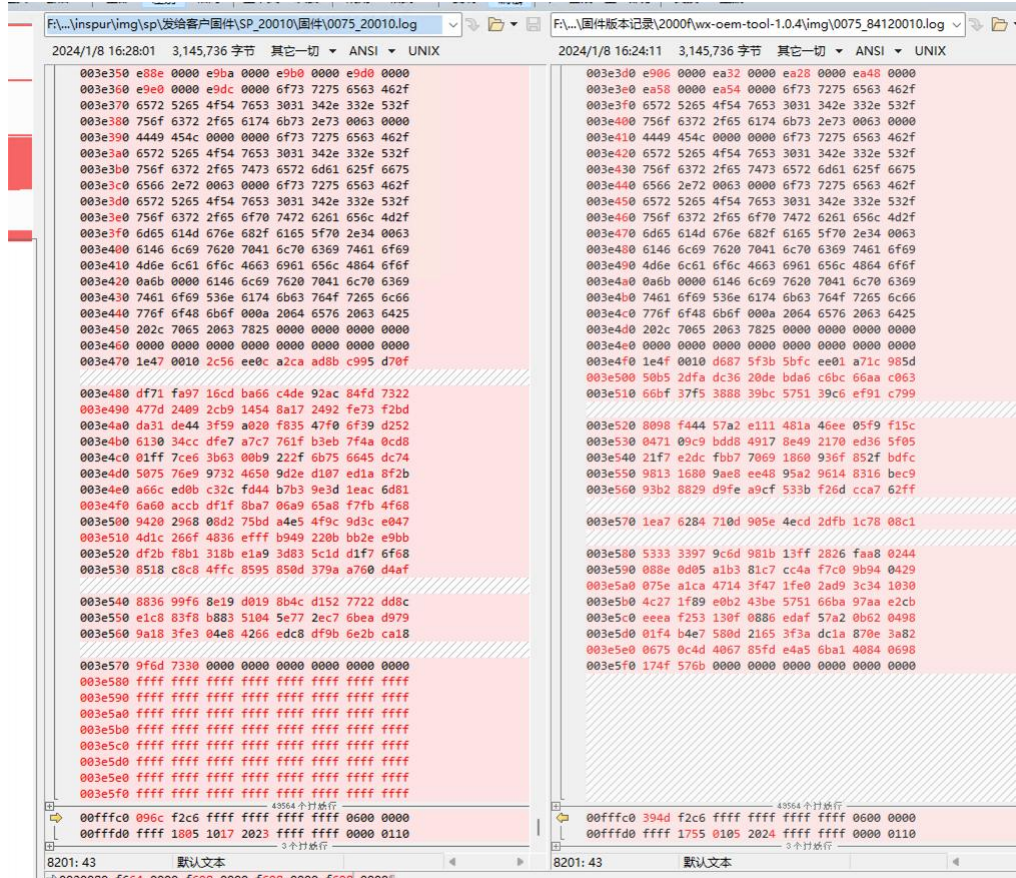 F:\...\inspur\img\sp\发给客户固件\SP_20010\固件\0075_20010.log
2024/1/8 16:28:01 3,145,736 字节 其它一切 ▾ ANSI ▾ UNIX
003e350 e88e 0000 e9ba 0000 e9b0 0000 e9d0 0000
003e360 e9e0 0000 e9dc 0000 6f73 7275 6563 462f
003e370 6572 5265 4f54 7653 3031 342e 332e 532f
003e380 756f 6372 2f65 6174 6b73 2e73 0063 0000
003e390 4449 454c 0000 0000 6f73 7275 6563 462f
003e3a0 6572 5265 4f54 7653 3031 342e 332e 532f
003e3b0 756f 6372 2f65 7473 6572 6d61 625f 6675
003e3c0 6566 2e72 0063 0000 6f73 7275 6563 462f
003e3d0 6572 5265 4f54 7653 3031 342e 332e 532f
003e3e0 756f 6372 2f65 6f70 7472 6261 656c 4d2f
003e3f0 6d65 614d 676e 682f 6165 5f70 2e34 0063
003e400 6146 6c69 7620 7041 6c70 6369 7461 6f69
003e410 4d6e 6c61 6f6c 4663 6961 656c 4864 6f6f
003e420 0a6b 0000 6146 6c69 7620 7041 6c70 6369
003e430 7461 6f69 536e 6174 6b63 764f 7265 6c66
003e440 776f 6f48 6b6f 000a 2064 6576 2063 6425
003e450 202c 7065 2063 7825 0000 0000 0000 0000
003e460 0000 0000 0000 0000 0000 0000 0000 0000
003e470 1e47 0010 2c56 ee0c a2ca ad8b c995 d70f
003e480 df71 fa97 16cd ba66 c4de 92ac 84fd 7322
003e490 477d 2409 2cb9 1454 8a17 2492 fe73 f2bd
003e4a0 da31 de44 3f59 a020 f835 47f0 6f39 d252
003e4b0 6130 34cc dfe7 a7c7 761f b3eb 7f4a 0cd8
003e4c0 01ff 7ce6 3b63 00b9 222f 6b75 6645 dc74
003e4d0 5075 76e9 9732 4650 9d2e d107 ed1a 8f2b
003e4e0 a66c ed0b c32c fd44 b7b3 9e3d 1eac 6d81
003e4f0 6a60 accb df1f 8ba7 06a9 65a8 f7fb 4f68
003e500 9420 2968 08d2 75bd a4e5 4f9c 9d3c e047
003e510 4d1c 266f 4836 efff b949 220b bb2e e9bb
003e520 df2b f8b1 318b e1a9 3d83 5c1d d1f7 6f68
003e530 8518 c8c8 4ffc 8595 850d 379a a760 d4af
003e540 8836 99f6 8e19 d019 8b4c d152 7722 dd8c
003e550 e1c8 83f8 b883 5104 5e77 2ec7 6bea d979
003e560 9a18 3fe3 04e8 4266 edc8 df9b 6e2b ca18
003e570 9f6d 7330 0000 0000 0000 0000 0000 0000
003e580 ffff ffff ffff ffff ffff ffff ffff ffff
003e590 ffff ffff ffff ffff ffff ffff ffff ffff
003e5a0 ffff ffff ffff ffff ffff ffff ffff ffff
003e5b0 ffff ffff ffff ffff ffff ffff ffff ffff
003e5c0 ffff ffff ffff ffff ffff ffff ffff ffff
003e5d0 ffff ffff ffff ffff ffff ffff ffff ffff
003e5e0 ffff ffff ffff ffff ffff ffff ffff ffff
003e5f0 ffff ffff ffff ffff ffff ffff ffff ffff
49564 个过滤行
00fffc0 096c f2c6 ffff ffff ffff ffff 0600 0000
00fffd0 ffff 1805 1017 2023 ffff ffff 0000 0110
3个过滤行
8201: 43 默认文本
F:\...\固件版本记录\2000f\wx-oem-tool-1.0.4\img\0075_84120010.log
2024/1/8 16:24:11 3,145,736 字节 其它一切 ▾ ANSI ▾ UNIX
003e3d0 e906 0000 ea32 0000 ea28 0000 ea48 0000
003e3e0 ea58 0000 ea54 0000 6f73 7275 6563 462f
003e3f0 6572 5265 4f54 7653 3031 342e 332e 532f
003e400 756f 6372 2f65 6174 6b73 2e73 0063 0000
003e410 4449 454c 0000 0000 6f73 7275 6563 462f
003e420 6572 5265 4f54 7653 3031 342e 332e 532f
003e430 756f 6372 2f65 7473 6572 6d61 625f 6675
003e440 6566 2e72 0063 0000 6f73 7275 6563 462f
003e450 6572 5265 4f54 7653 3031 342e 332e 532f
003e460 756f 6372 2f65 6f70 7472 6261 656c 4d2f
003e470 6d65 614d 676e 682f 6165 5f70 2e34 0063
003e480 6146 6c69 7620 7041 6c70 6369 7461 6f69
003e490 4d6e 6c61 6f6c 4663 6961 656c 4864 6f6f
003e4a0 0a6b 0000 6146 6c69 7620 7041 6c70 6369
003e4b0 7461 6f69 536e 6174 6b63 764f 7265 6c66
003e4c0 776f 6f48 6b6f 000a 2064 6576 2063 6425
003e4d0 202c 7065 2063 7825 0000 0000 0000 0000
003e4e0 0000 0000 0000 0000 0000 0000 0000 0000
003e4f0 1e4f 0010 d687 5f3b 5bfc ee01 a71c 985d
003e500 50b5 2dfa dc36 20de bda6 c6bc 66aa c063
003e510 66bf 37f5 3888 39bc 5751 39c6 ef91 c799
003e520 8098 f444 57a2 e111 481a 46ee 05f9 f15c
003e530 0471 09c9 bdd8 4917 8e49 2170 ed36 5f05
003e540 21f7 e2dc fbb7 7069 1860 936f 852f bdfc
003e550 9813 1680 9ae8 ee48 95a2 9614 8316 bec9
003e560 93b2 8829 d9fe a9cf 533b f26d cca7 62ff
003e570 1ea7 6284 710d 905e 4ecd 2dfb 1c78 08c1
003e580 5333 3397 9c6d 981b 13ff 2826 faa8 0244
003e590 088e 0d05 a1b3 81c7 cc4a f7c0 9b94 0429
003e5a0 075e a1ca 4714 3f47 1fe0 2ad9 3c34 1030
003e5b0 4c27 1f89 e0b2 43be 5751 66ba 97aa e2cb
003e5c0 eeea f253 130f 0886 edaf 57a2 0b62 0498
003e5d0 01f4 b4e7 580d 2165 3f3a dc1a 870e 3a82
003e5e0 0675 0c4d 4067 85fd e4a5 6ba1 4084 0698
003e5f0 174f 576b 0000 0000 0000 0000 0000 0000
49564 个过滤行
00fffc0 394d f2c6 ffff ffff ffff ffff 0600 0000
00fffd0 ffff 1755 0105 2024 ffff ffff 0000 0110
3个过滤行
8201: 43 默认文本